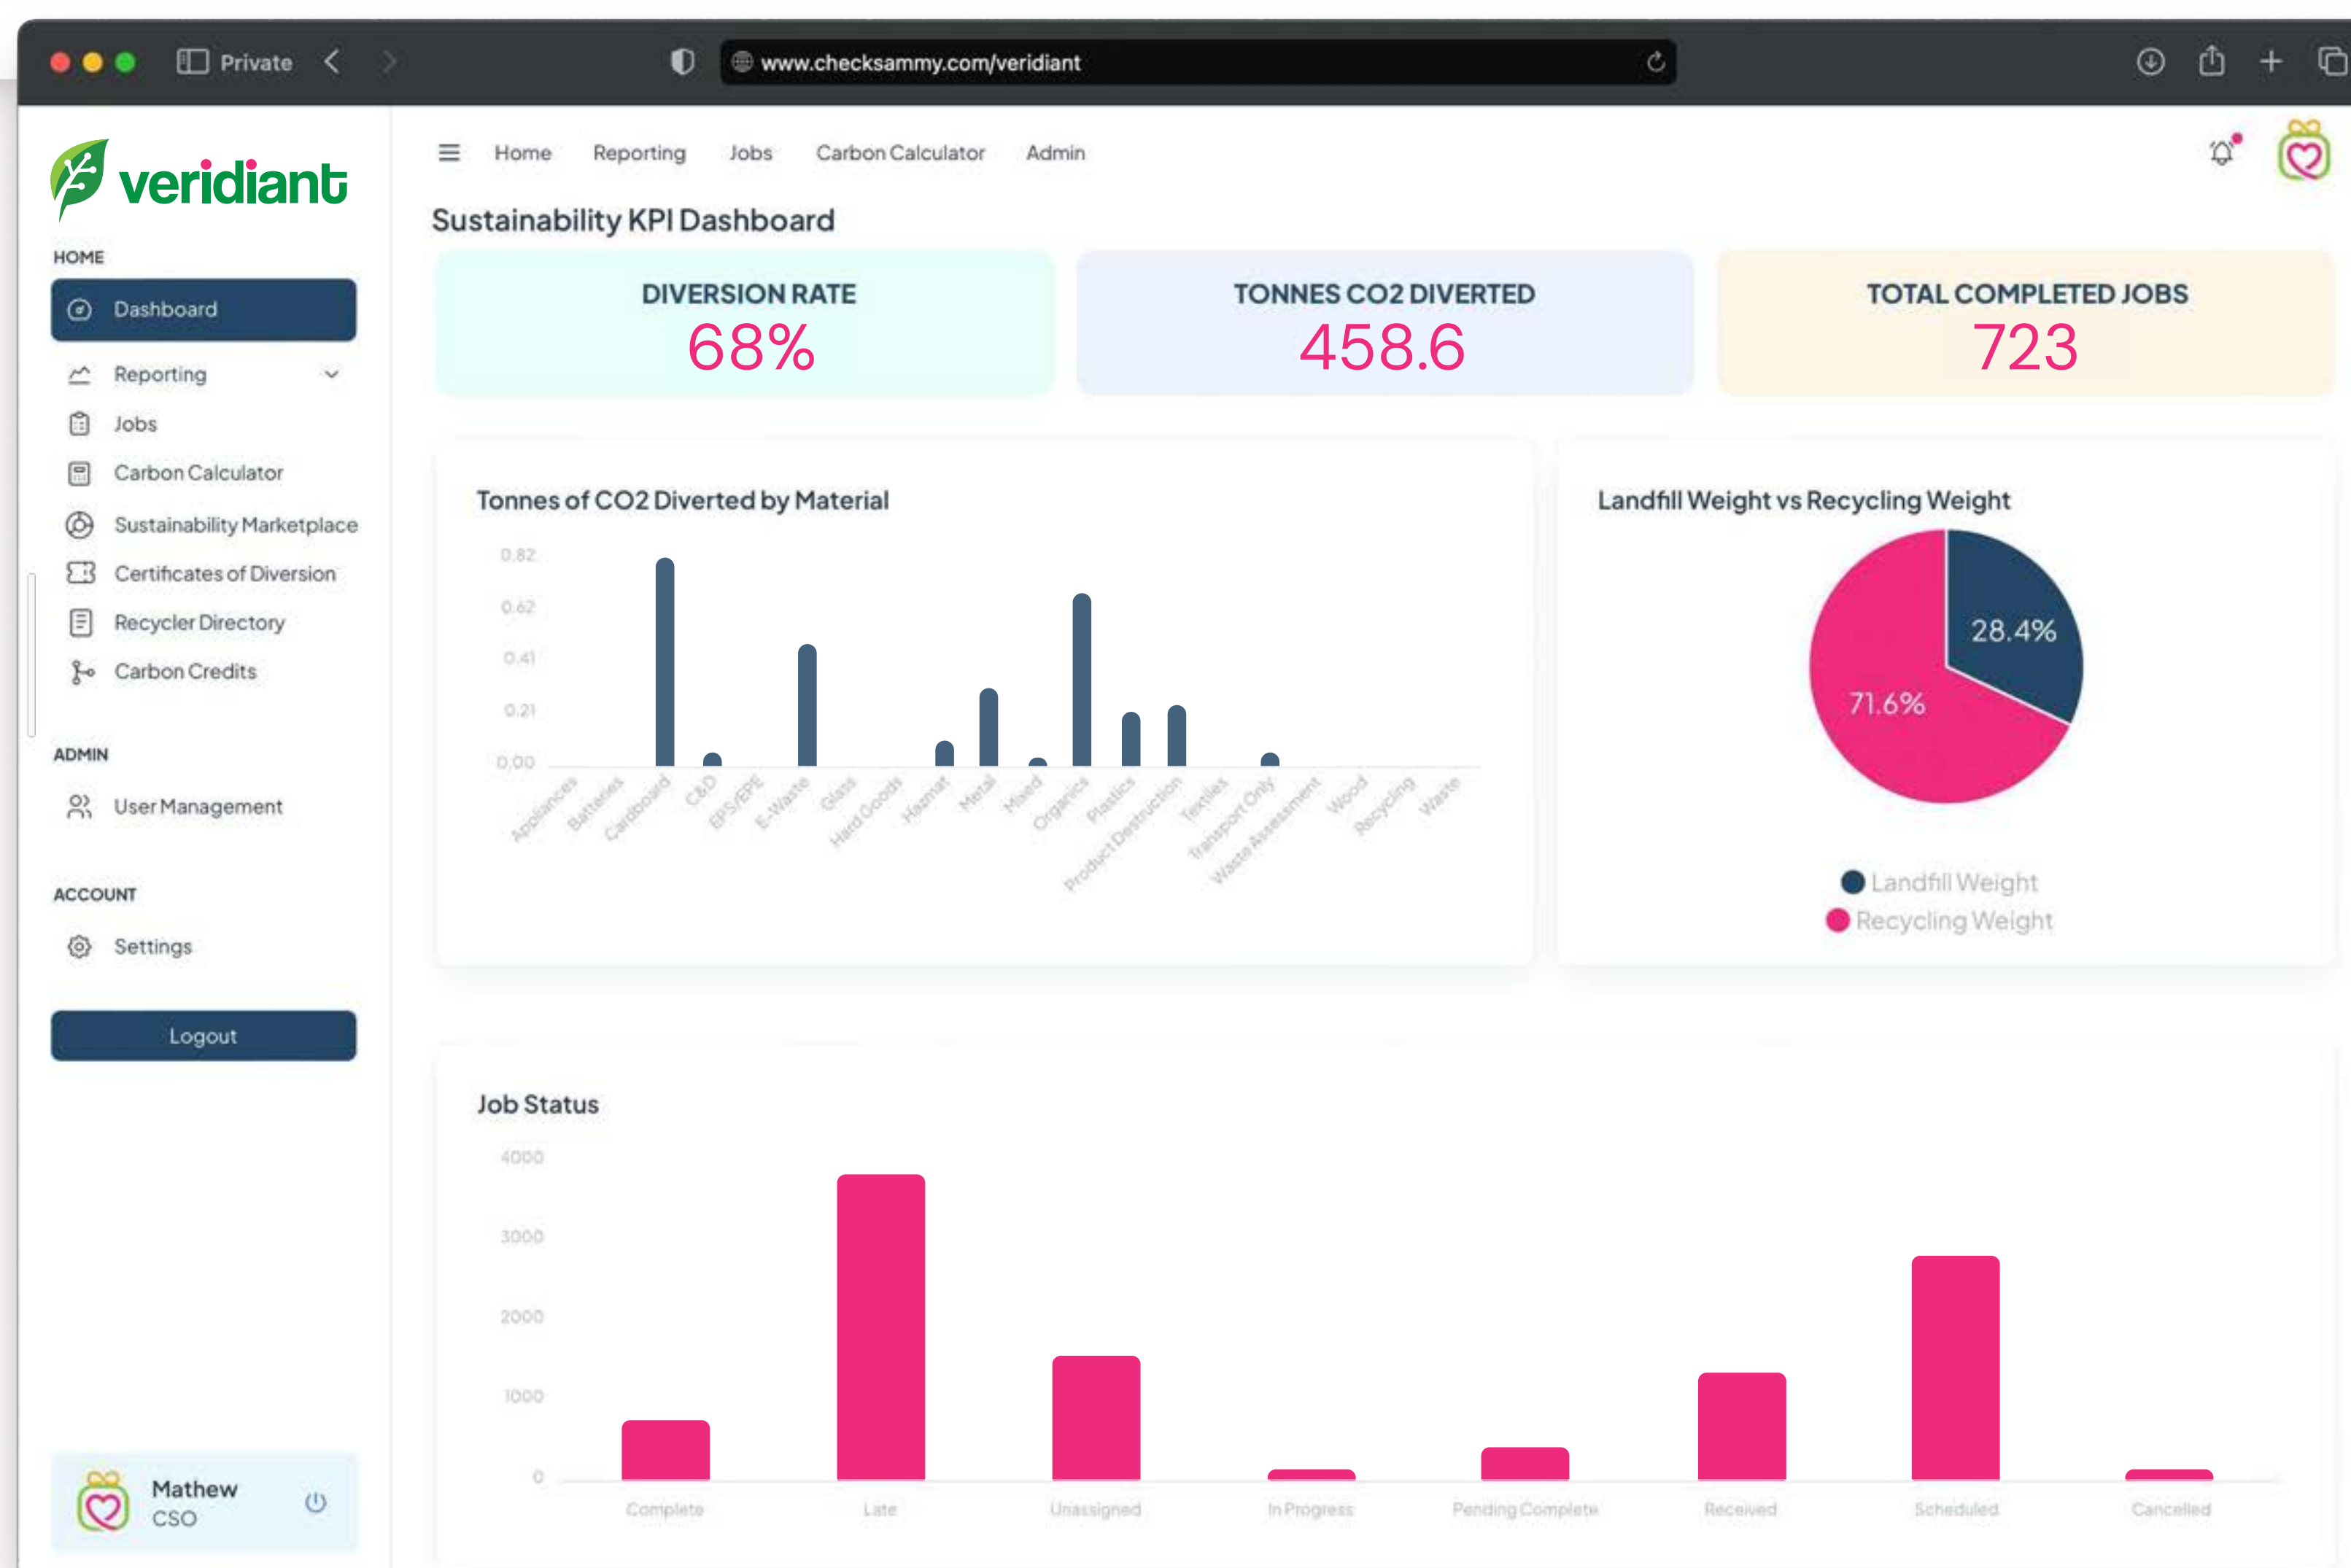 Private
www.checksammy.com/veridiant
veridiant
HOME
Dashboard
Reporting
Jobs
Carbon Calculator
Sustainability Marketplace
Certificates of Diversion
Recycler Directory
Carbon Credits
ADMIN
User Management
ACCOUNT
Settings
Logout
Mathew
CSO
Home Reporting Jobs Carbon Calculator Admin
Sustainability KPI Dashboard
DIVERSION RATE
68%
TONNES CO2 DIVERTED
458.6
TOTAL COMPLETED JOBS
723
Tonnes of CO2 Diverted by Material
0.82
0.62
0.41
0.21
0.00
Appliances
Batteries
Cardboard
C&D
EPS/EPE
E-Waste
Glass
Hard Goods
Hazmat
Metal
Mixed
Organics
Plastics
Product Destruction
Textiles
Transport Only
Waste Assessment
Wood
Recycling
Waste
Landfill Weight vs Recycling Weight
28.4%
71.6%
Landfill Weight
Recycling Weight
Job Status
4000
3000
2000
1000
0
Complete Late Unassigned In Progress Pending Complete Received Scheduled Cancelled